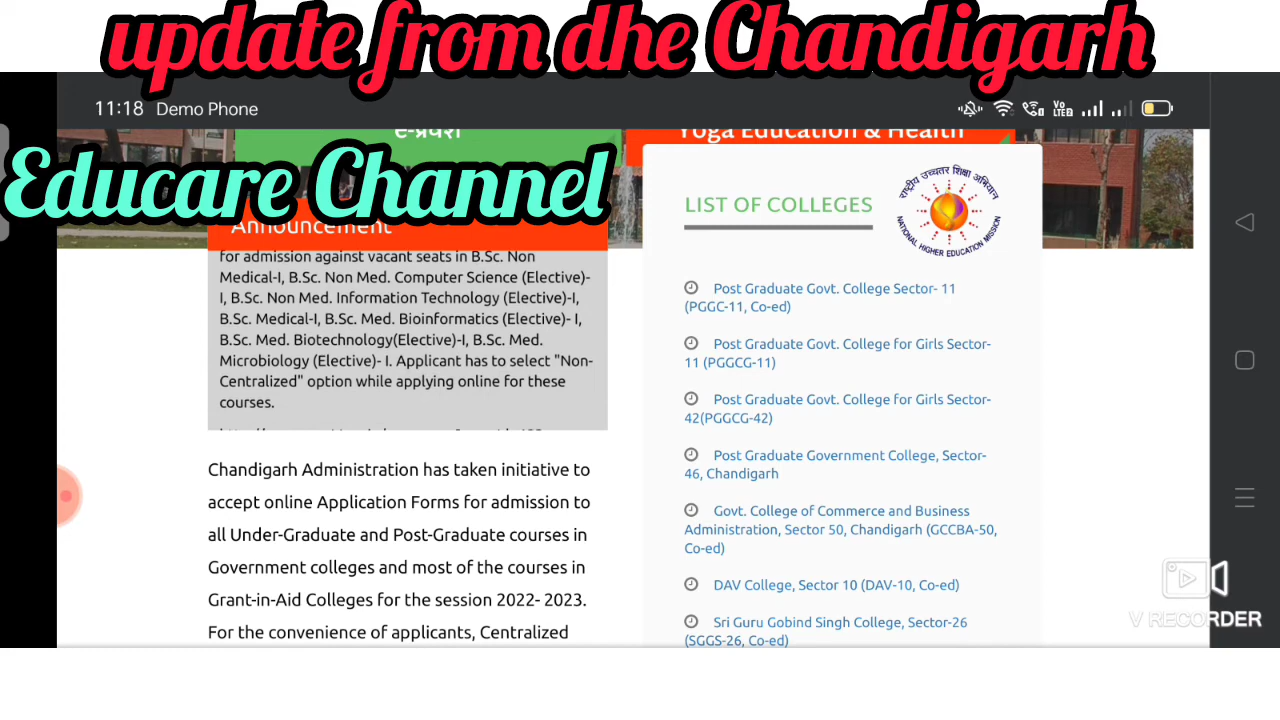 update from dhe Chandigarh
11:18 Demo Phone
Vo
LTE2
e-प्रवेश
Yoga Education & Health
Educare Channel
Announcement
for admission against vacant seats in B.Sc. Non
Medical-I, B.Sc. Non Med. Computer Science (Elective)-
I, B.Sc. Non Med. Information Technology (Elective)-I,
B.Sc. Medical-I, B.Sc. Med. Bioinformatics (Elective)- I,
B.Sc. Med. Biotechnology(Elective)-I, B.Sc. Med.
Microbiology (Elective)- I. Applicant has to select "Non-
Centralized" option while applying online for these
courses.
Chandigarh Administration has taken initiative to
accept online Application Forms for admission to
all Under-Graduate and Post-Graduate courses in
Government colleges and most of the courses in
Grant-in-Aid Colleges for the session 2022- 2023.
For the convenience of applicants, Centralized
LIST OF COLLEGES
राष्ट्रीय उच्चतर शिक्षा अभियान
NATIONAL HIGHER EDUCATION MISSION
Post Graduate Govt. College Sector- 11
(PGGC-11, Co-ed)
Post Graduate Govt. College for Girls Sector-
11 (PGGCG-11)
Post Graduate Govt. College for Girls Sector-
42(PGGCG-42)
Post Graduate Government College, Sector-
46, Chandigarh
Govt. College of Commerce and Business
Administration, Sector 50, Chandigarh (GCCBA-50,
Co-ed)
DAV College, Sector 10 (DAV-10, Co-ed)
Sri Guru Gobind Singh College, Sector-26
(SGGS-26, Co-ed)
V RECORDER